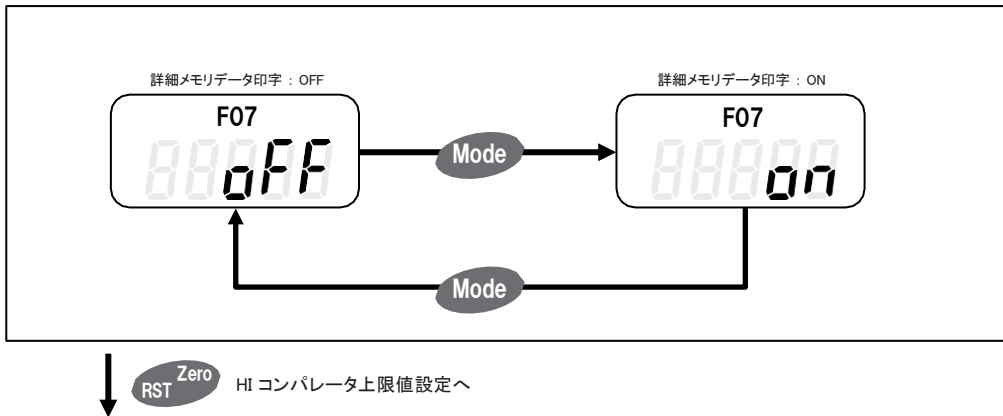 詳細メモリデータ印字 : OFF
詳細メモリデータ印字 : ON
F07
F07
oFF
on
Mode
Mode
RST Zero
HI コンパレータ上限値設定へ